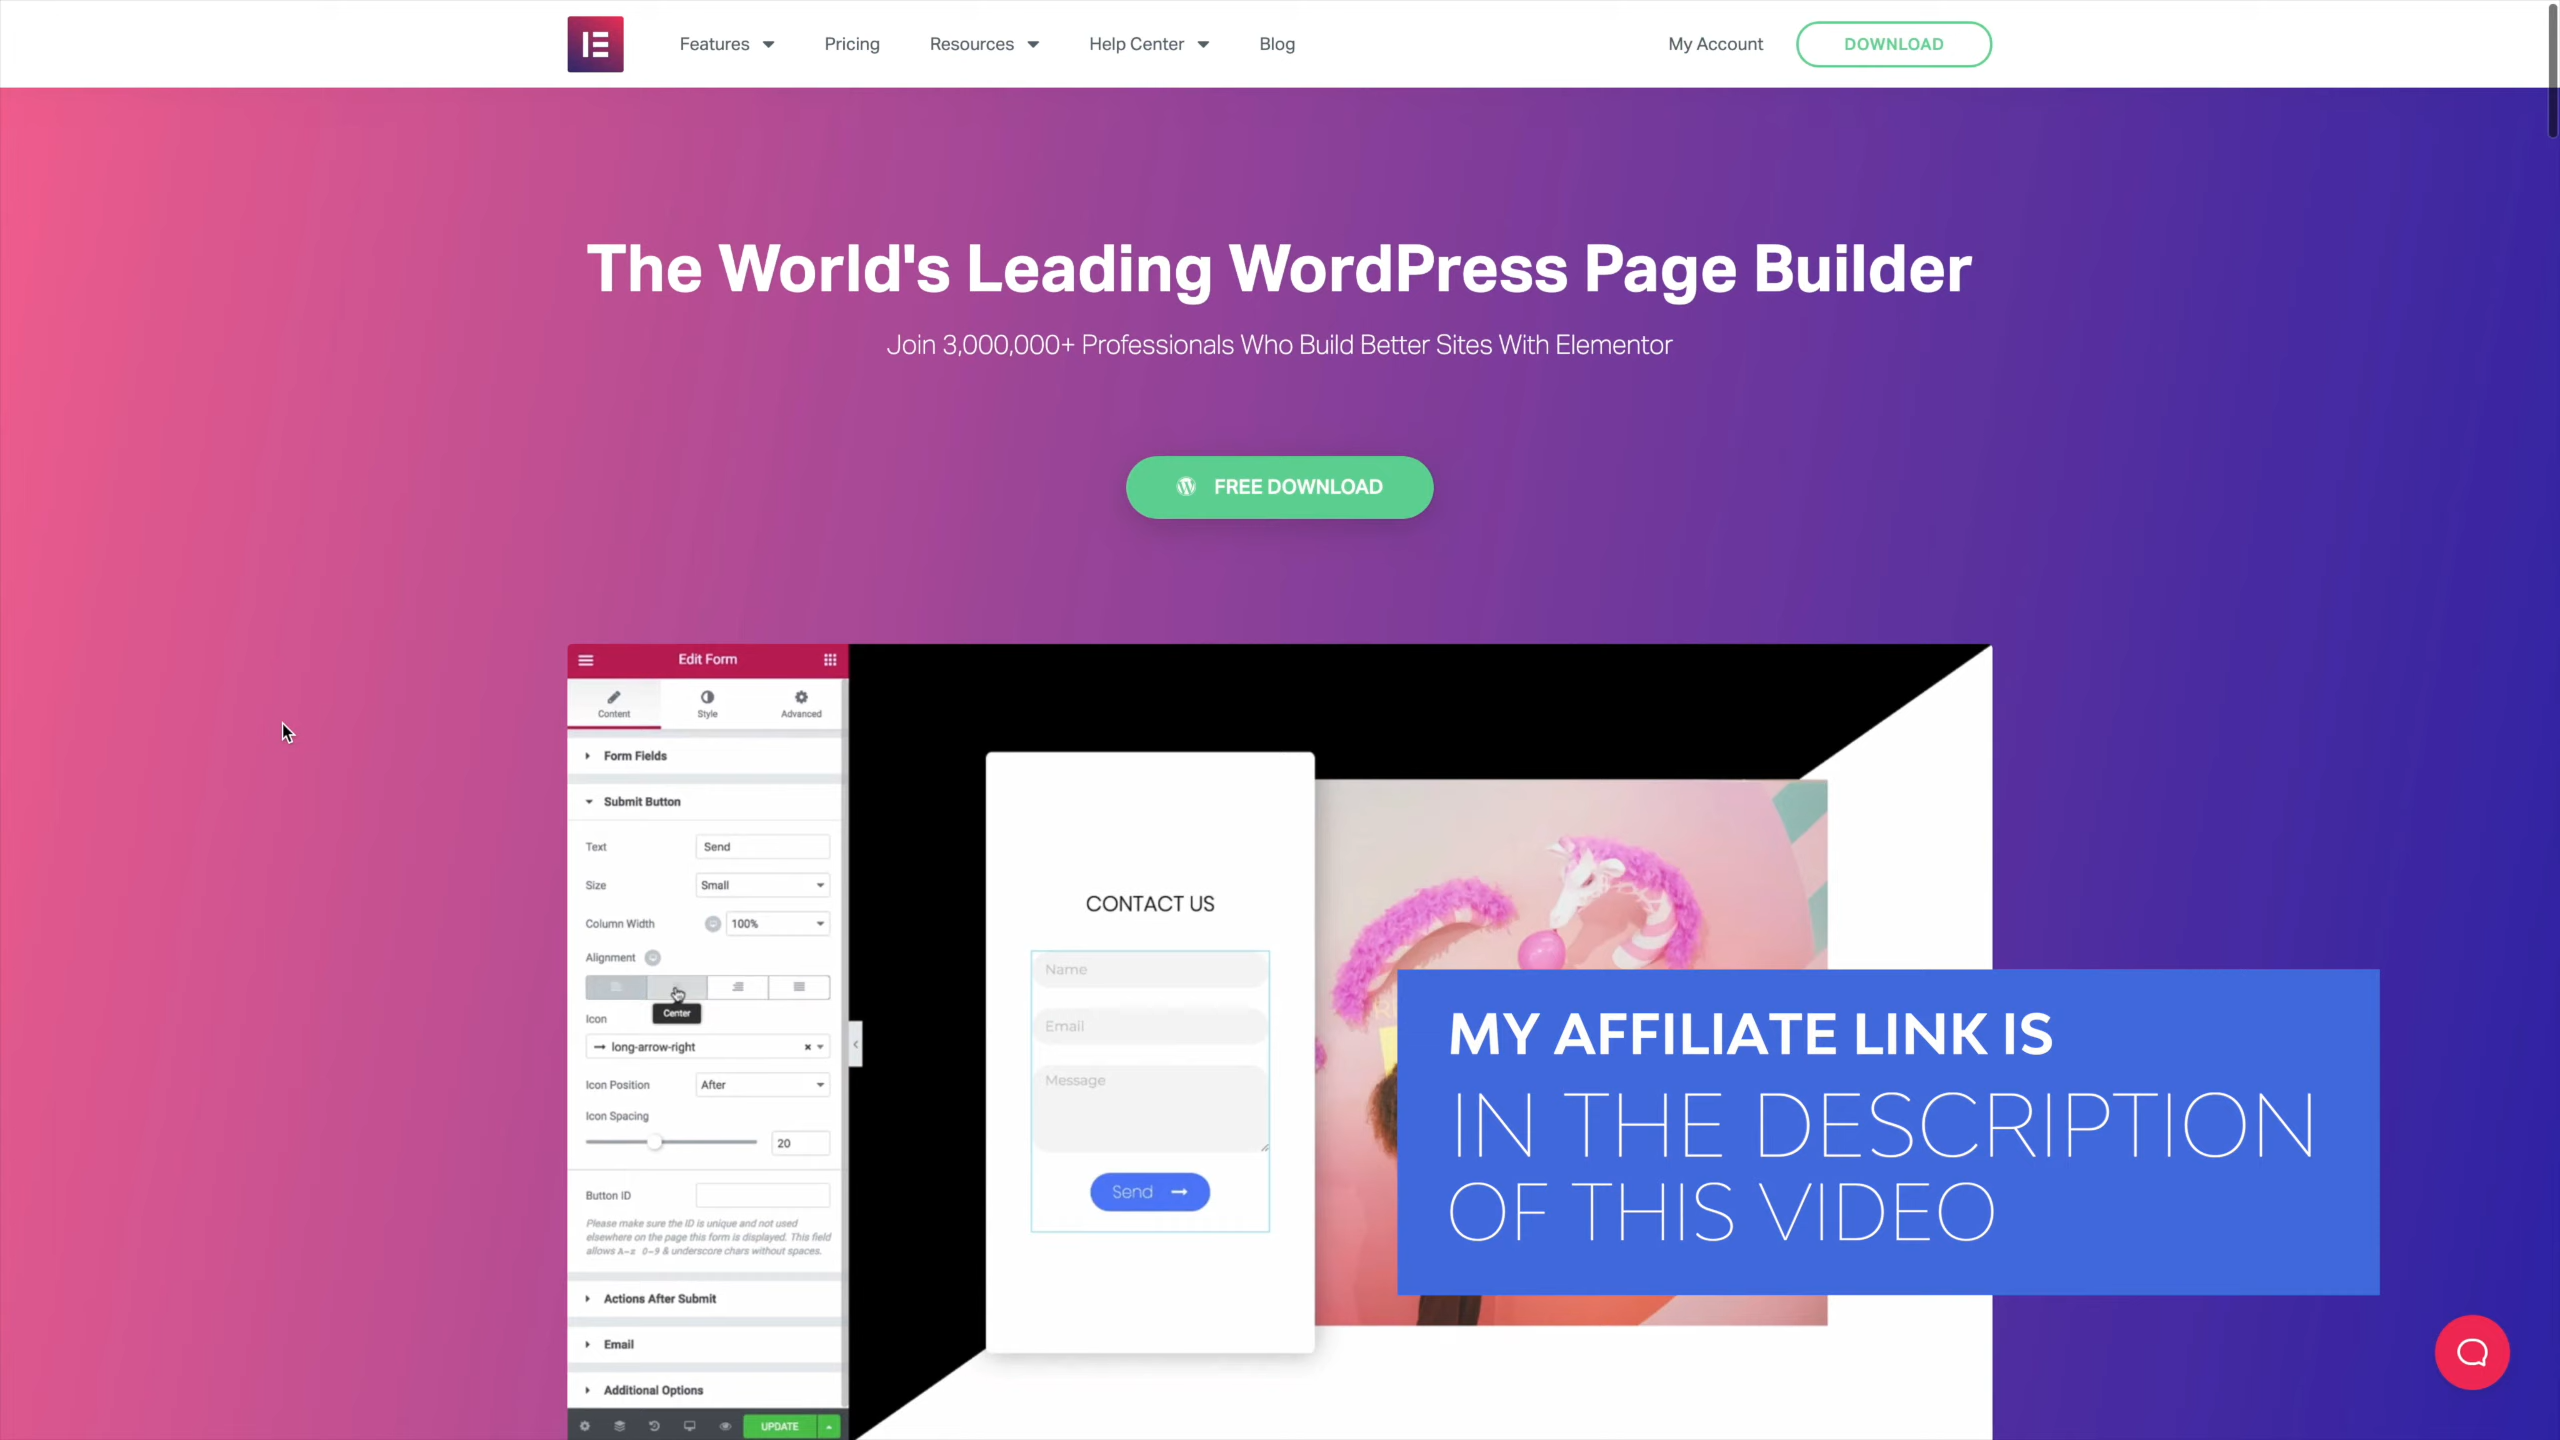 Features
Pricing
Resources
Help Center
Blog
My Account
DOWNLOAD
The World's Leading WordPress Page Builder
Join 3,000,000+ Professionals Who Build Better Sites With Elementor
FREE DOWNLOAD
Edit Form
Content
Style
Advanced
Form Fields
Submit Button
Text
Send
Size
Small
Column Width
100%
Alignment
Center
Icon
long-arrow-right
Icon Position
After
Icon Spacing
20
Button ID
Please make sure the ID is unique and not used
elsewhere on the page this form is displayed. This field
allows A-z 0-9 & underscore chars without spaces.
Actions After Submit
Email
Additional Options
UPDATE
CONTACT US
Name
Email
Message
Send
MY AFFILIATE LINK IS
IN THE DESCRIPTION
OF THIS VIDEO